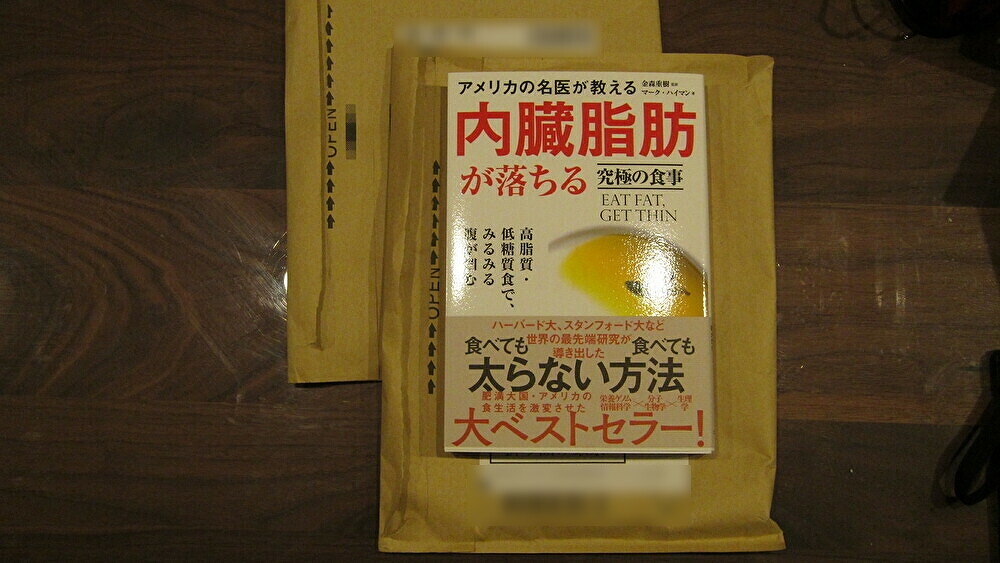 OPEN
OPEN
アメリカの名医が教える
金森重樹 監訳
マーク・ハイマン 著
内臓脂肪
が落ちる
究極の食事
EAT FAT,
GET THIN
高脂質・
低糖質食で、
みるみる
腹が凹む
ハーバード大、スタンフォード大など
世界の最先端研究が
導き出した
食べても
食べても
太らない方法
肥満大国・アメリカの
食生活を激変させた
栄養ゲノム情報科学×分子生物学×生理学
大ベストセラー!